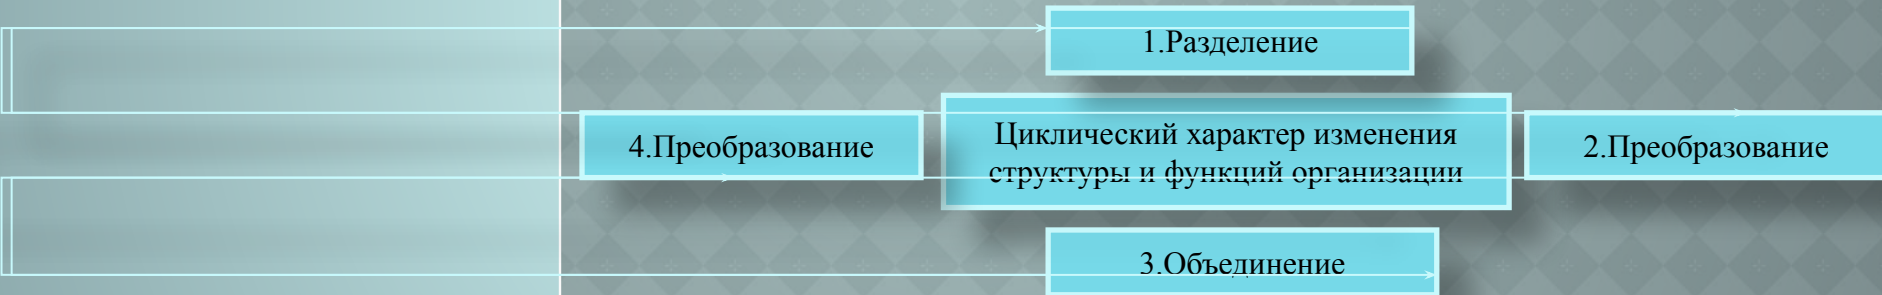 1.Разделение
4.Преобразование
Циклический характер изменения
структуры и функций организации
2.Преобразование
3.Объединение